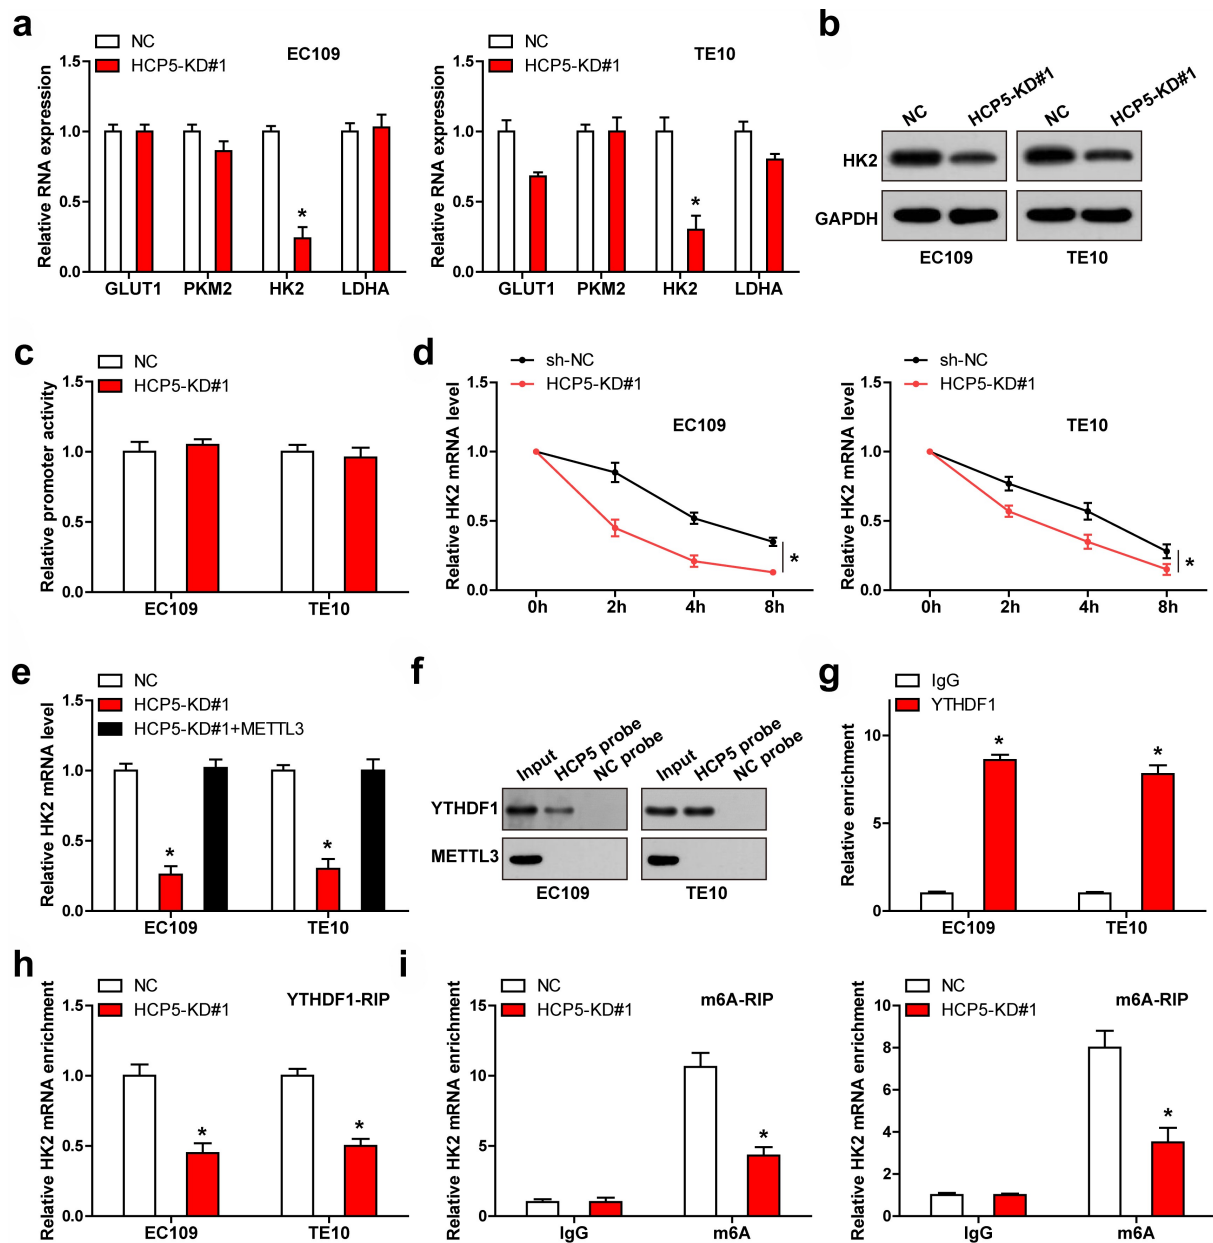 a
NC
HCP5-KD#1
EC109
Relative RNA expression
1.5
1.0
0.5
0.0
GLUT1 PKM2 HK2 LDHA
*
NC
HCP5-KD#1
TE10
Relative RNA expression
1.5
1.0
0.5
0.0
GLUT1 PKM2 HK2 LDHA
*
b
NC HCP5-KD#1 NC HCP5-KD#1
HK2
GAPDH
EC109 TE10
c
NC
HCP5-KD#1
Relative promoter activity
1.5
1.0
0.5
0.0
EC109 TE10
d
sh-NC
HCP5-KD#1
EC109
Relative HK2 mRNA level
1.5
1.0
0.5
0.0
0h 2h 4h 8h
*
sh-NC
HCP5-KD#1
TE10
Relative HK2 mRNA level
1.5
1.0
0.5
0.0
0h 2h 4h 8h
*
e
NC
HCP5-KD#1
HCP5-KD#1+METTL3
Relative HK2 mRNA level
1.5
1.0
0.5
0.0
* *
EC109 TE10
f
Input HCP5 probe NC probe Input HCP5 probe NC probe
YTHDF1
METTL3
EC109 TE10
g
IgG
YTHDF1
Relative enrichment
10
5
0
* *
EC109 TE10
h
NC
HCP5-KD#1
YTHDF1-RIP
Relative HK2 mRNA enrichment
1.5
1.0
0.5
0.0
* *
EC109 TE10
i
NC
HCP5-KD#1
m6A-RIP
Relative HK2 mRNA enrichment
15
10
5
0
*
IgG m6A
NC
HCP5-KD#1
m6A-RIP
Relative HK2 mRNA enrichment
10
8
6
4
2
0
*
IgG m6A